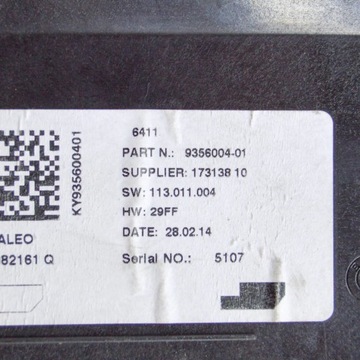 6411
PART N.: 9356004-01
SUPPLIER: 173138 10
SW: 113.011.004
HW: 29FF
DATE: 28.02.14
Serial NO.: 5107
KY935600401
ALEO
82161 Q